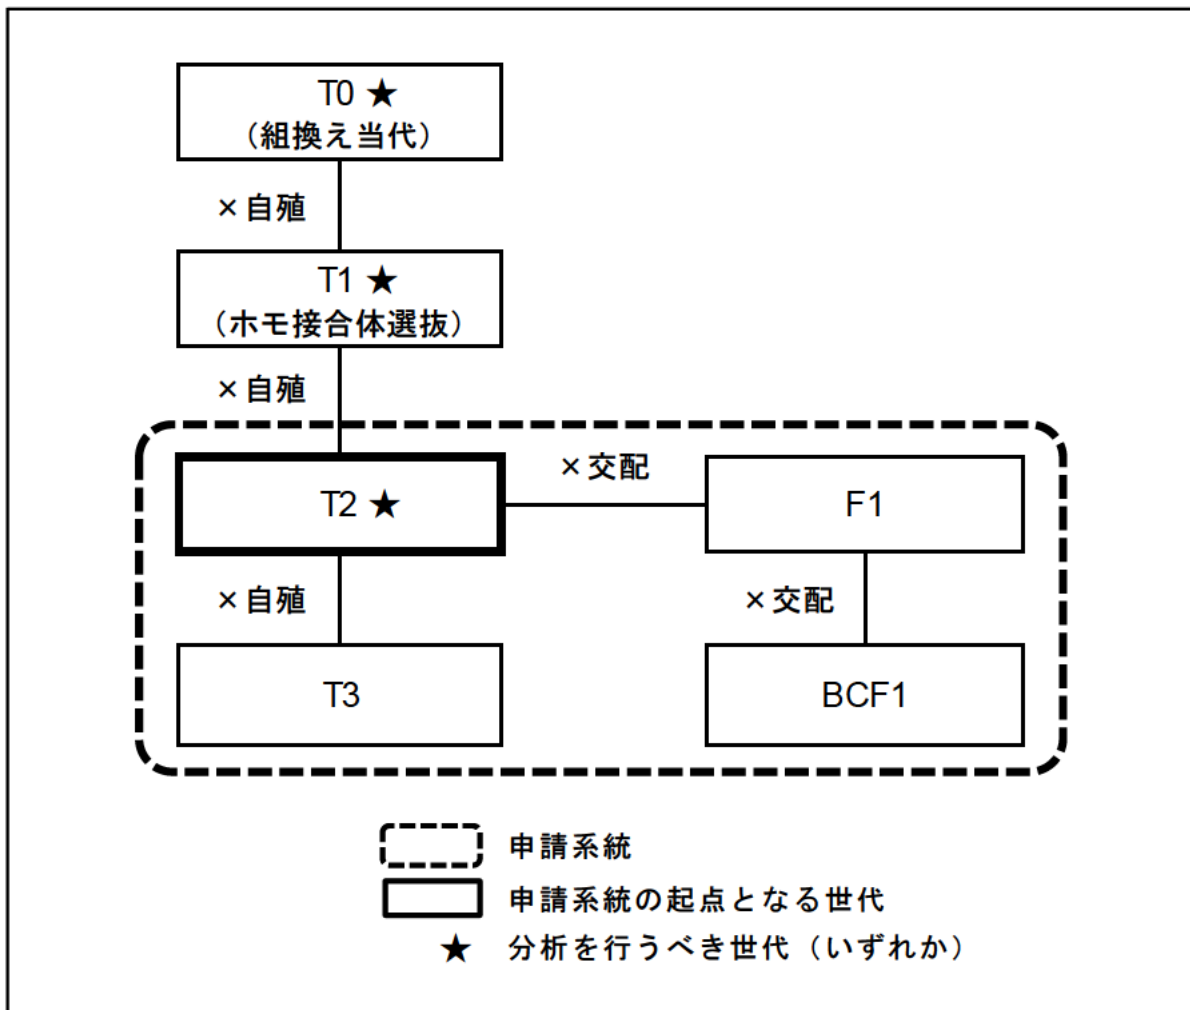 T0 ★
（組換え当代）
×自殖
T1 ★
（ホモ接合体選抜）
×自殖
T2 ★
×交配
F1
×自殖
×交配
T3
BCF1
申請系統
申請系統の起点となる世代
★ 分析を行うべき世代（いずれか）